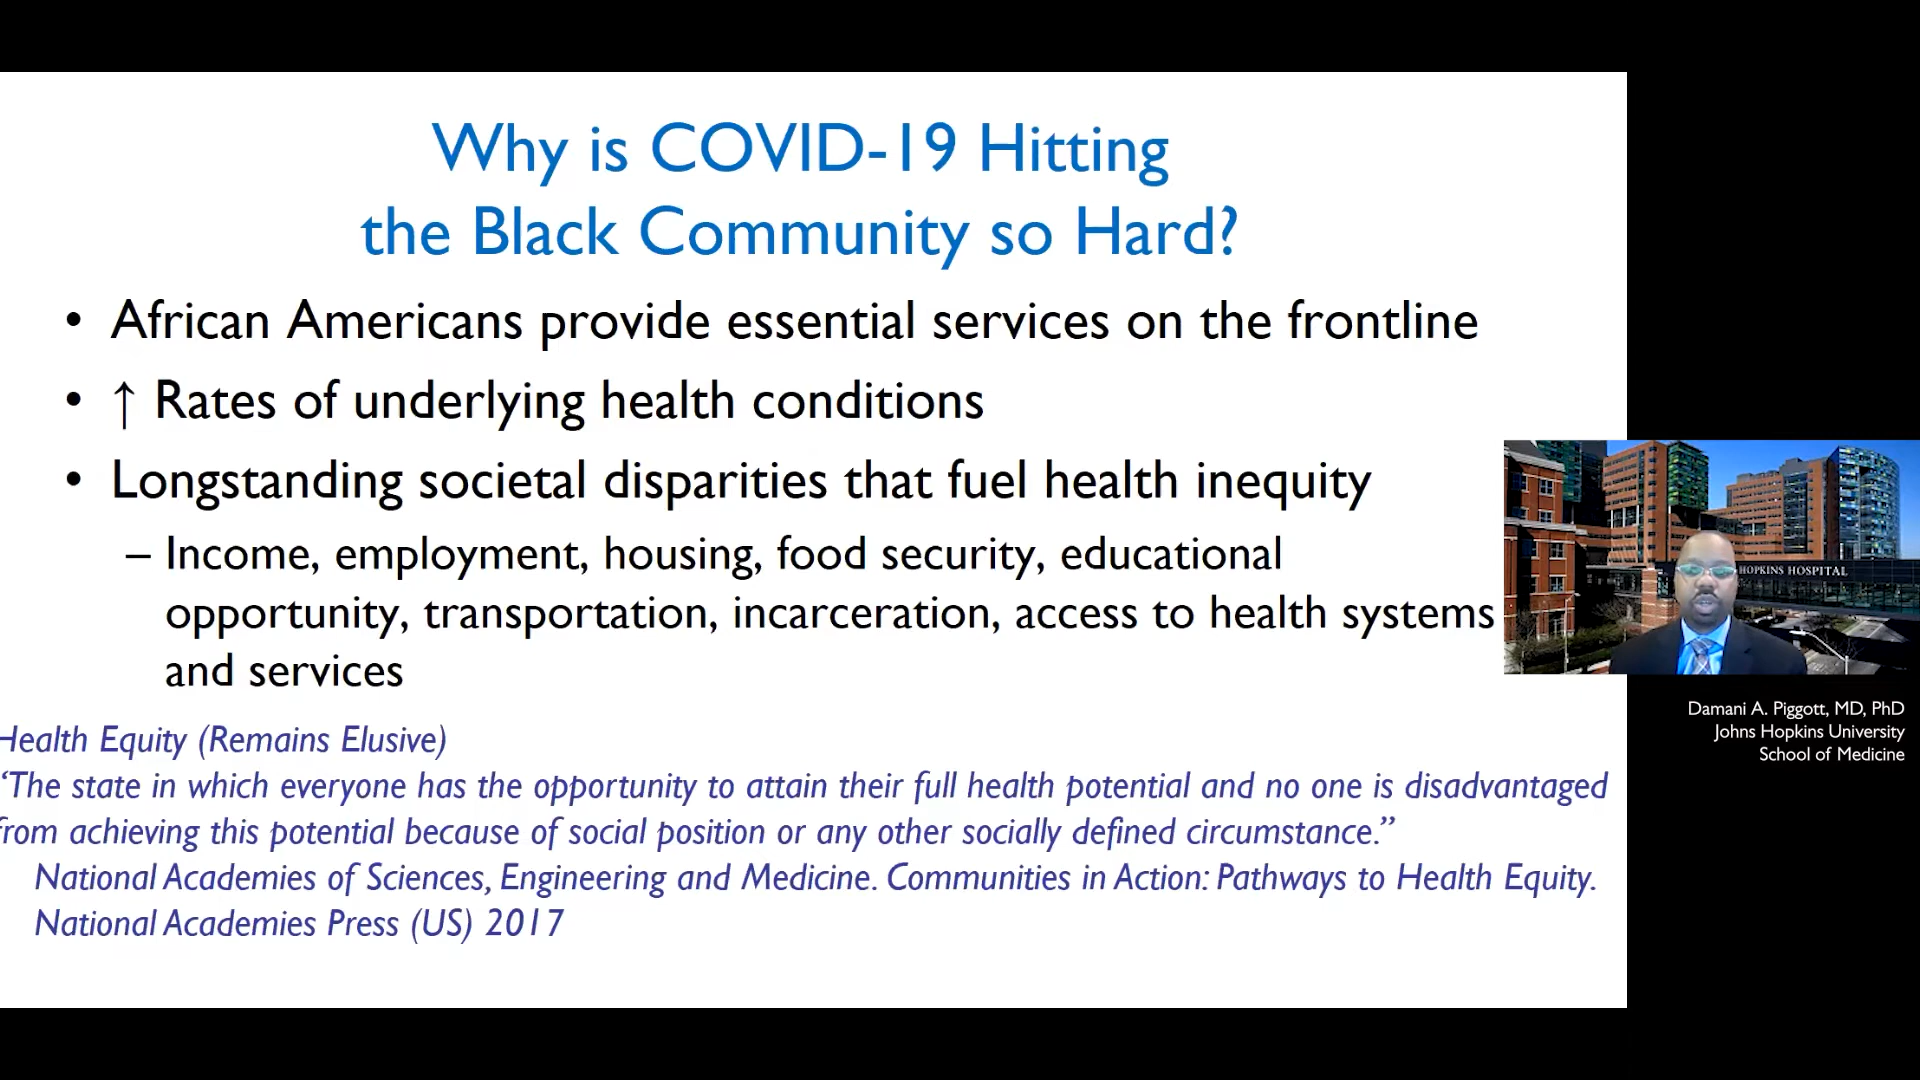 Why is COVID-19 Hitting
the Black Community so Hard?
• African Americans provide essential services on the frontline
• ↑ Rates of underlying health conditions
• Longstanding societal disparities that fuel health inequity
– Income, employment, housing, food security, educational
opportunity, transportation, incarceration, access to health systems
and services
HOPKINS HOSPITAL
Damani A. Piggott, MD, PhD
Johns Hopkins University
School of Medicine
Health Equity (Remains Elusive)
“The state in which everyone has the opportunity to attain their full health potential and no one is disadvantaged
from achieving this potential because of social position or any other socially defined circumstance.”
National Academies of Sciences, Engineering and Medicine. Communities in Action: Pathways to Health Equity.
National Academies Press (US) 2017